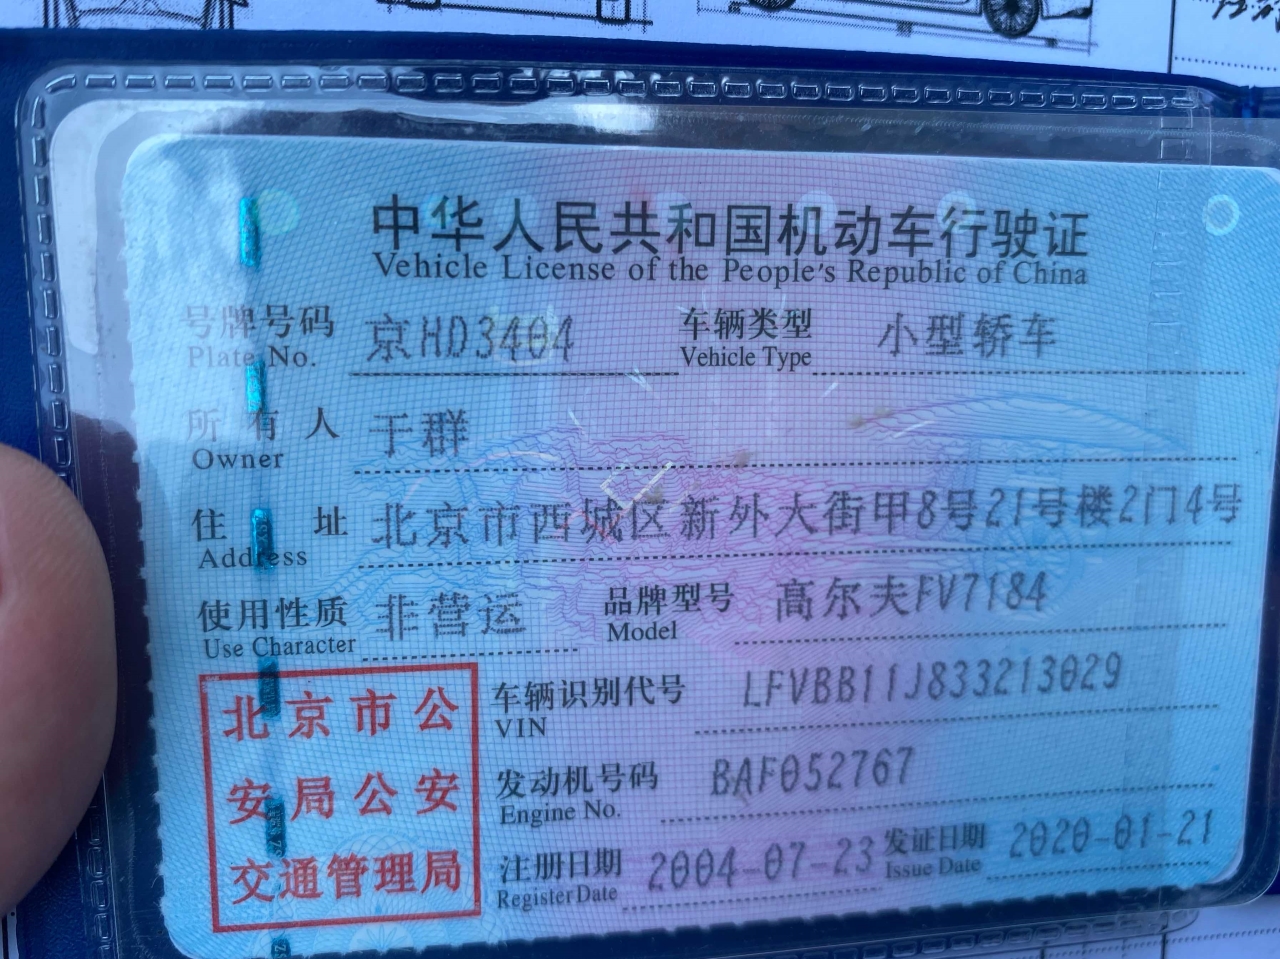 中华人民共和国机动车行驶证
Vehicle License of the People's Republic of China
号牌号码 京HD3404 车辆类型 小型轿车
Plate No. Vehicle Type
所有人 于群
Owner
住址 北京市西城区新外大街甲8号21号楼2门4号
Address
使用性质 非营运 品牌型号 高尔夫FV7184
Use Character Model
北京市公
安局公安
交通管理局
车辆识别代号 LFVBB11J833213029
VIN
发动机号码 BAF052767
Engine No.
注册日期 2004-07-23 发证日期 2020-01-21
Register Date Issue Date